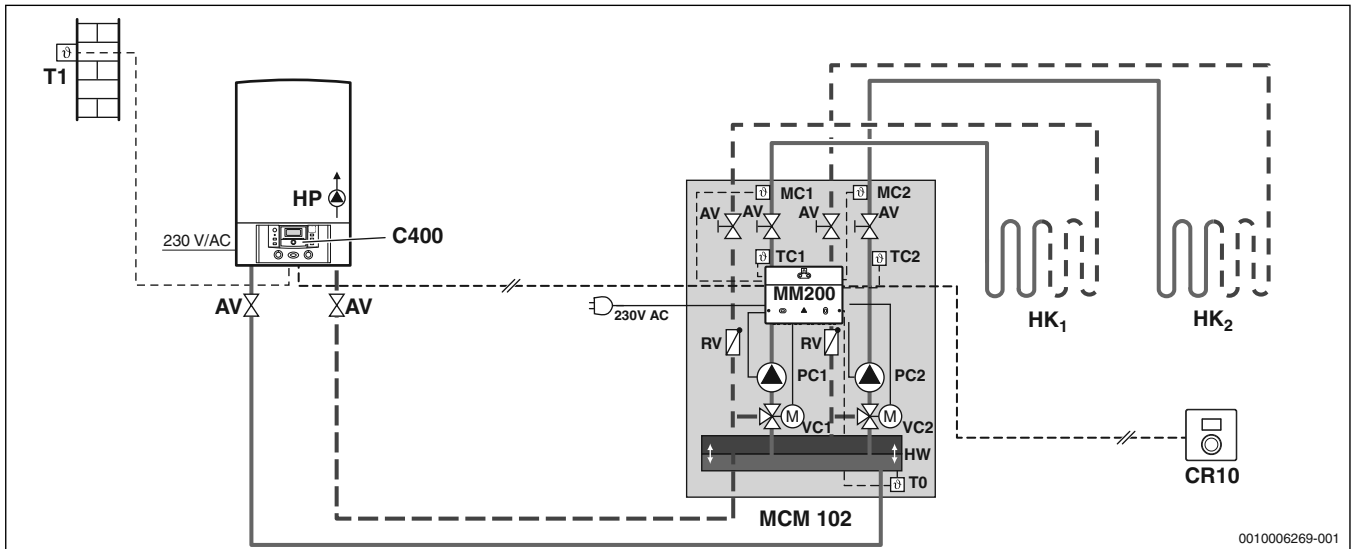 T1
HP
C400
230 V/AC
AV
AV
MC1
MC2
AV
AV
AV
AV
TC1
TC2
MM200
230V AC
RV
RV
PC1
PC2
M
VC1
M
VC2
HW
T0
MCM 102
HK1
HK2
CR10
0010006269-001